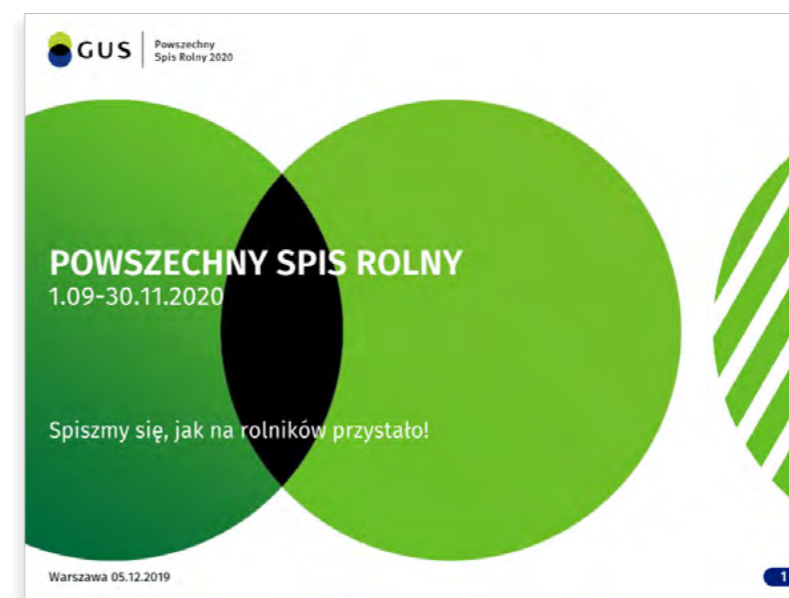 GUS
Powszechny
Spis Rolny 2020
POWSZECHNY SPIS ROLNY
1.09-30.11.2020
Spiszmy się, jak na rolników przystało!
Warszawa 05.12.2019
1